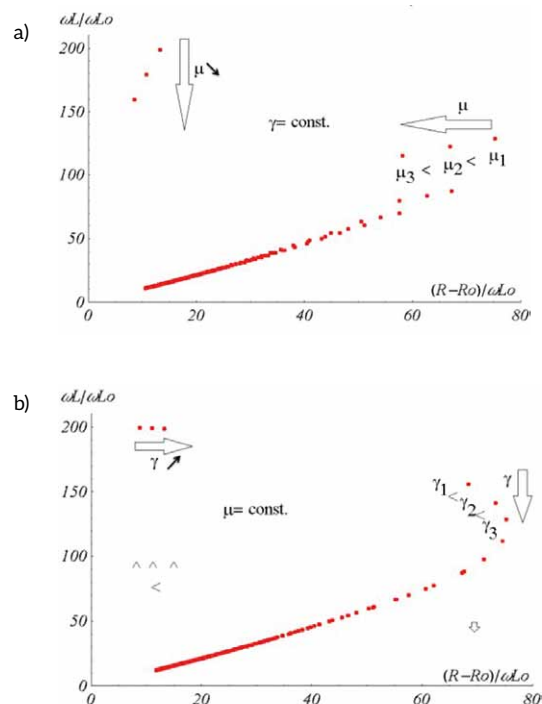 a)
ωL/ωLo
200
μ
γ= const.
μ
150
μ3 < μ2 < μ1
100
50
(R−Ro)/ωLo
0
0 20 40 60 80
b)
ωL/ωLo
200
γ
γ
γ1 < γ2 < γ3
150
μ= const.
100
^ ^ ^
<
50
(R−Ro)/ωLo
0
0 20 40 60 80